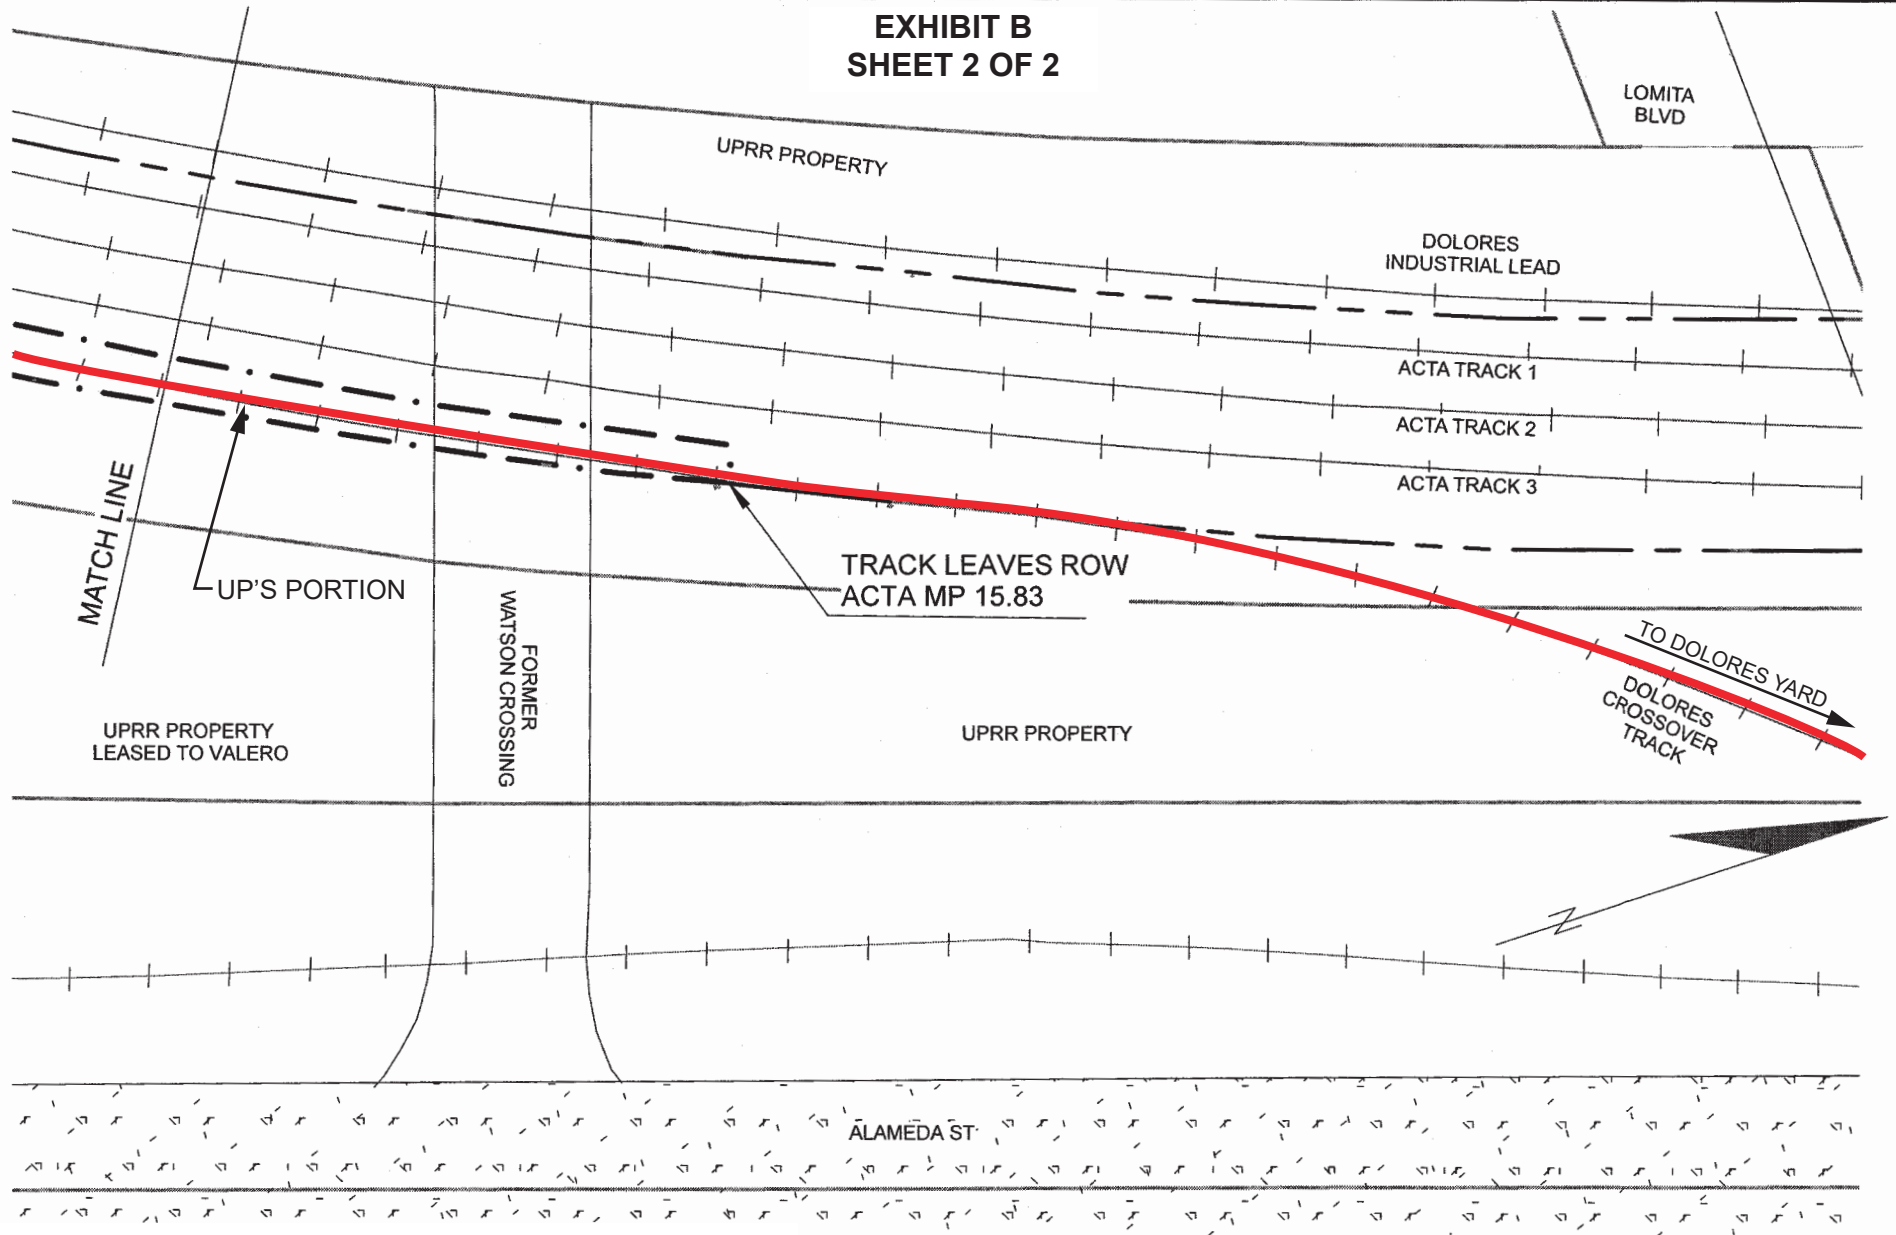 EXHIBIT B
SHEET 2 OF 2
LOMITA
BLVD
UPRR PROPERTY
DOLORES
INDUSTRIAL LEAD
ACTA TRACK 1
ACTA TRACK 2
ACTA TRACK 3
MATCH LINE
UP'S PORTION
TRACK LEAVES ROW
ACTA MP 15.83
FORMER
WATSON CROSSING
TO DOLORES YARD
DOLORES
CROSSOVER
TRACK
UPRR PROPERTY
LEASED TO VALERO
UPRR PROPERTY
Z
ALAMEDA ST